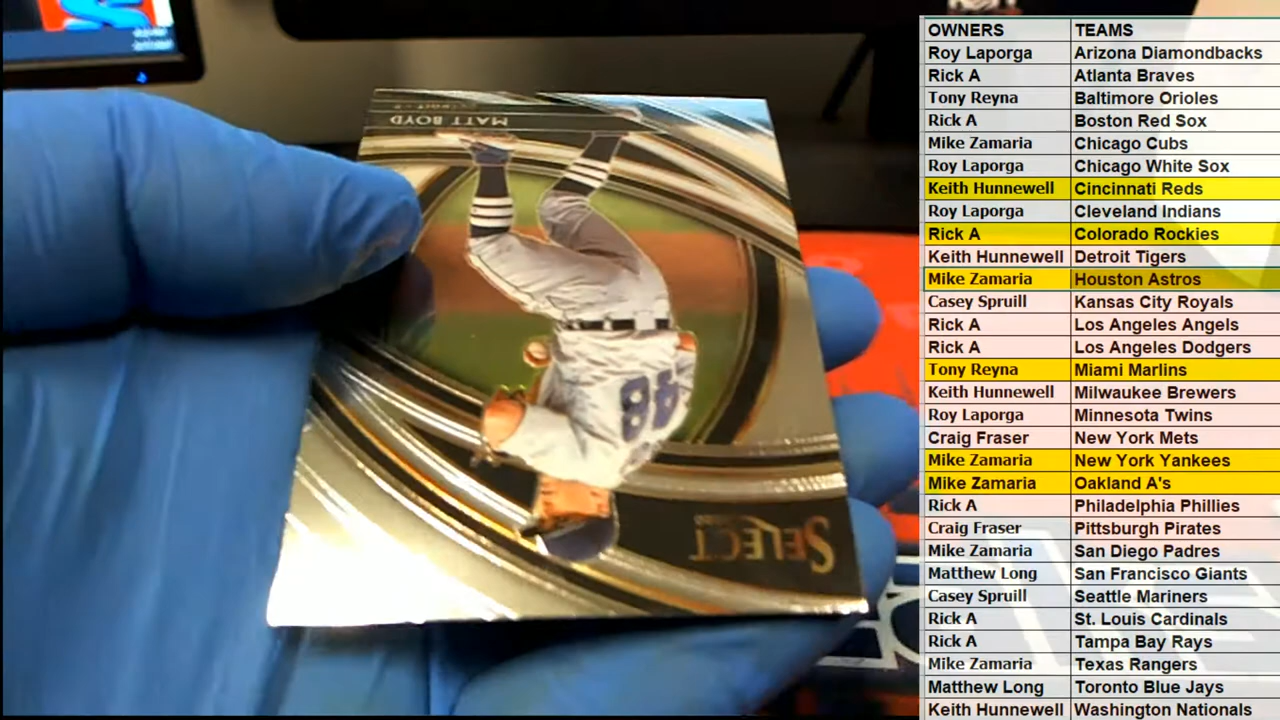 MATT BOYD
DETROIT - P
88
SELECT
OWNERS TEAMS
Roy Laporga Arizona Diamondbacks
Rick A Atlanta Braves
Tony Reyna Baltimore Orioles
Rick A Boston Red Sox
Mike Zamaria Chicago Cubs
Roy Laporga Chicago White Sox
Keith Hunnewell Cincinnati Reds
Roy Laporga Cleveland Indians
Rick A Colorado Rockies
Keith Hunnewell Detroit Tigers
Mike Zamaria Houston Astros
Casey Spruill Kansas City Royals
Rick A Los Angeles Angels
Rick A Los Angeles Dodgers
Tony Reyna Miami Marlins
Keith Hunnewell Milwaukee Brewers
Roy Laporga Minnesota Twins
Craig Fraser New York Mets
Mike Zamaria New York Yankees
Mike Zamaria Oakland A's
Rick A Philadelphia Phillies
Craig Fraser Pittsburgh Pirates
Mike Zamaria San Diego Padres
Matthew Long San Francisco Giants
Casey Spruill Seattle Mariners
Rick A St. Louis Cardinals
Rick A Tampa Bay Rays
Mike Zamaria Texas Rangers
Matthew Long Toronto Blue Jays
Keith Hunnewell Washington Nationals